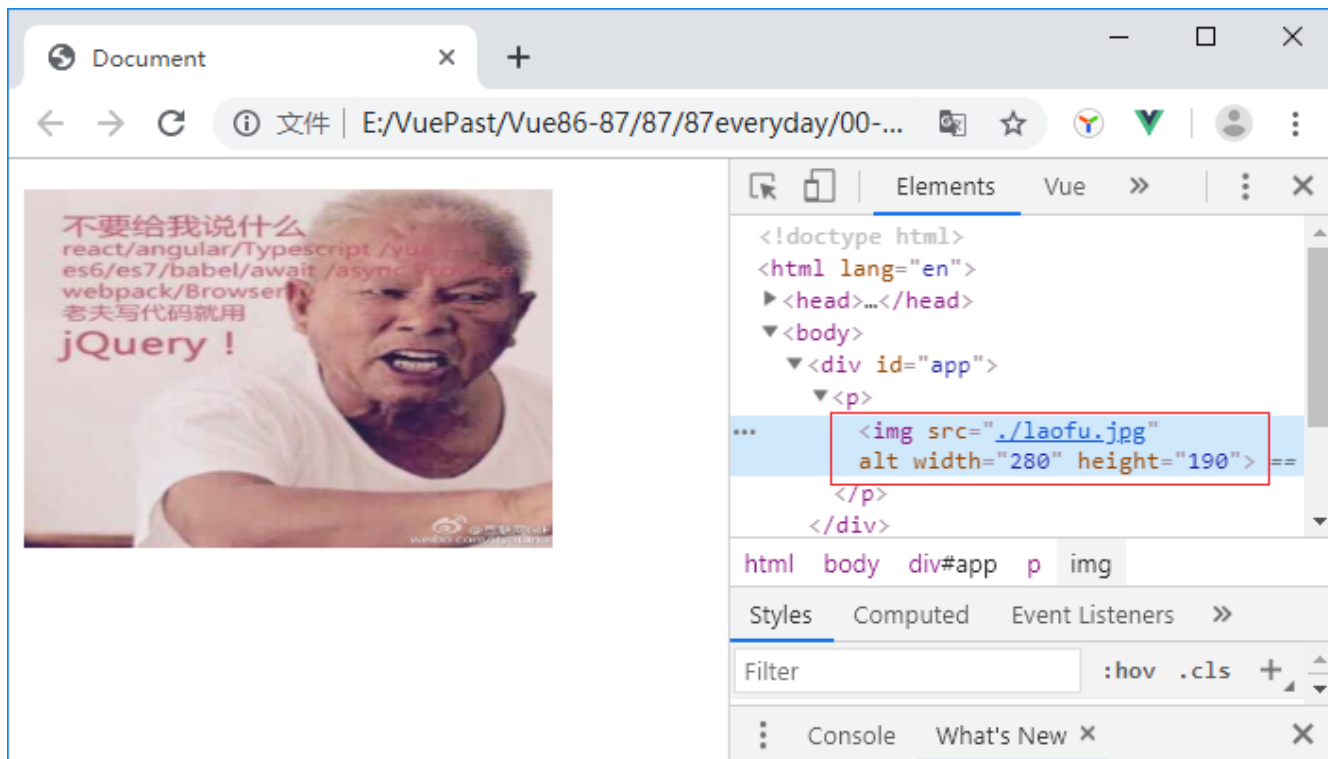 Document
文件 E:/VuePast/Vue86-87/87/87everyday/00-...
不要给我说什么
react/angular/Typescript /vue
es6/es7/babel/await /async Promise
webpack/Browser
老夫写代码就用
jQuery！
weibo.com/
Elements Vue
<!doctype html>
<html lang="en">
<head>…</head>
<body>
<div id="app">
<p>
<img src="./laofu.jpg"
alt width="280" height="190"> ==
</p>
</div>
html body div#app p img
Styles Computed Event Listeners
Filter :hov .cls +
Console What's New